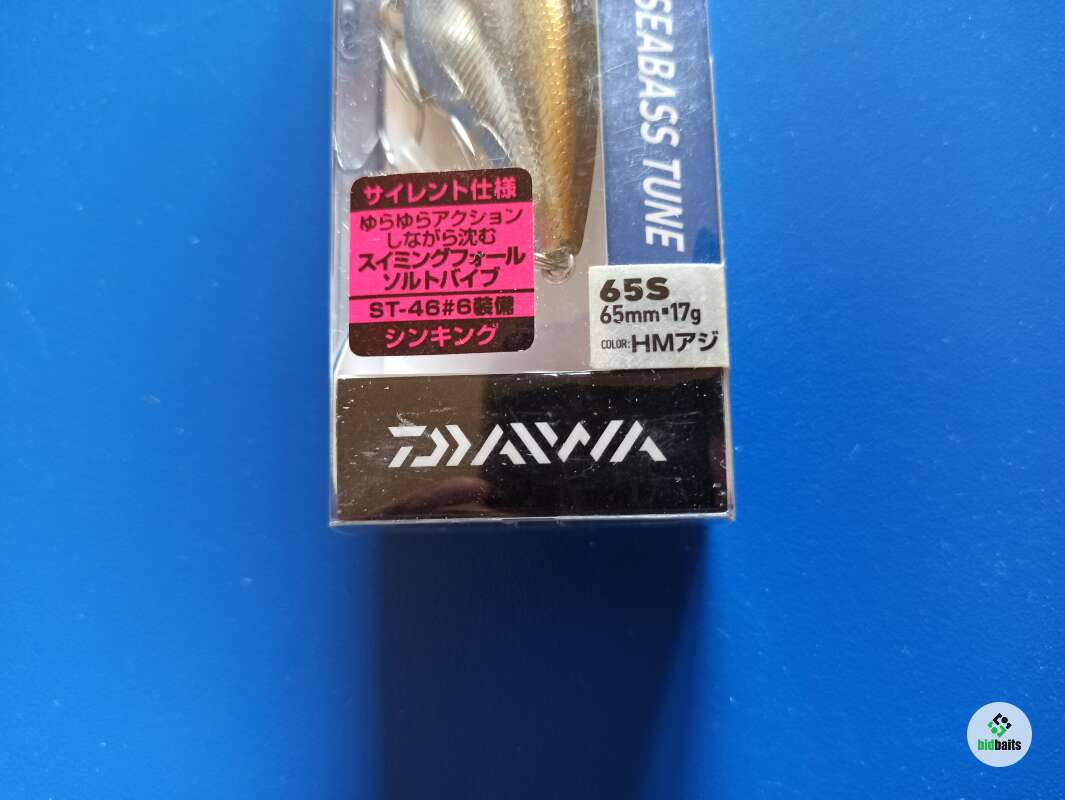 SEABASS TUNE
サイレント仕様
ゆらゆらアクション
しながら沈む
スイミングフォール
ソルトバイブ
ST-46#6装備
シンキング
65S
65mm▪17g
COLOR: HMアジ
DAIWA
bidbaits